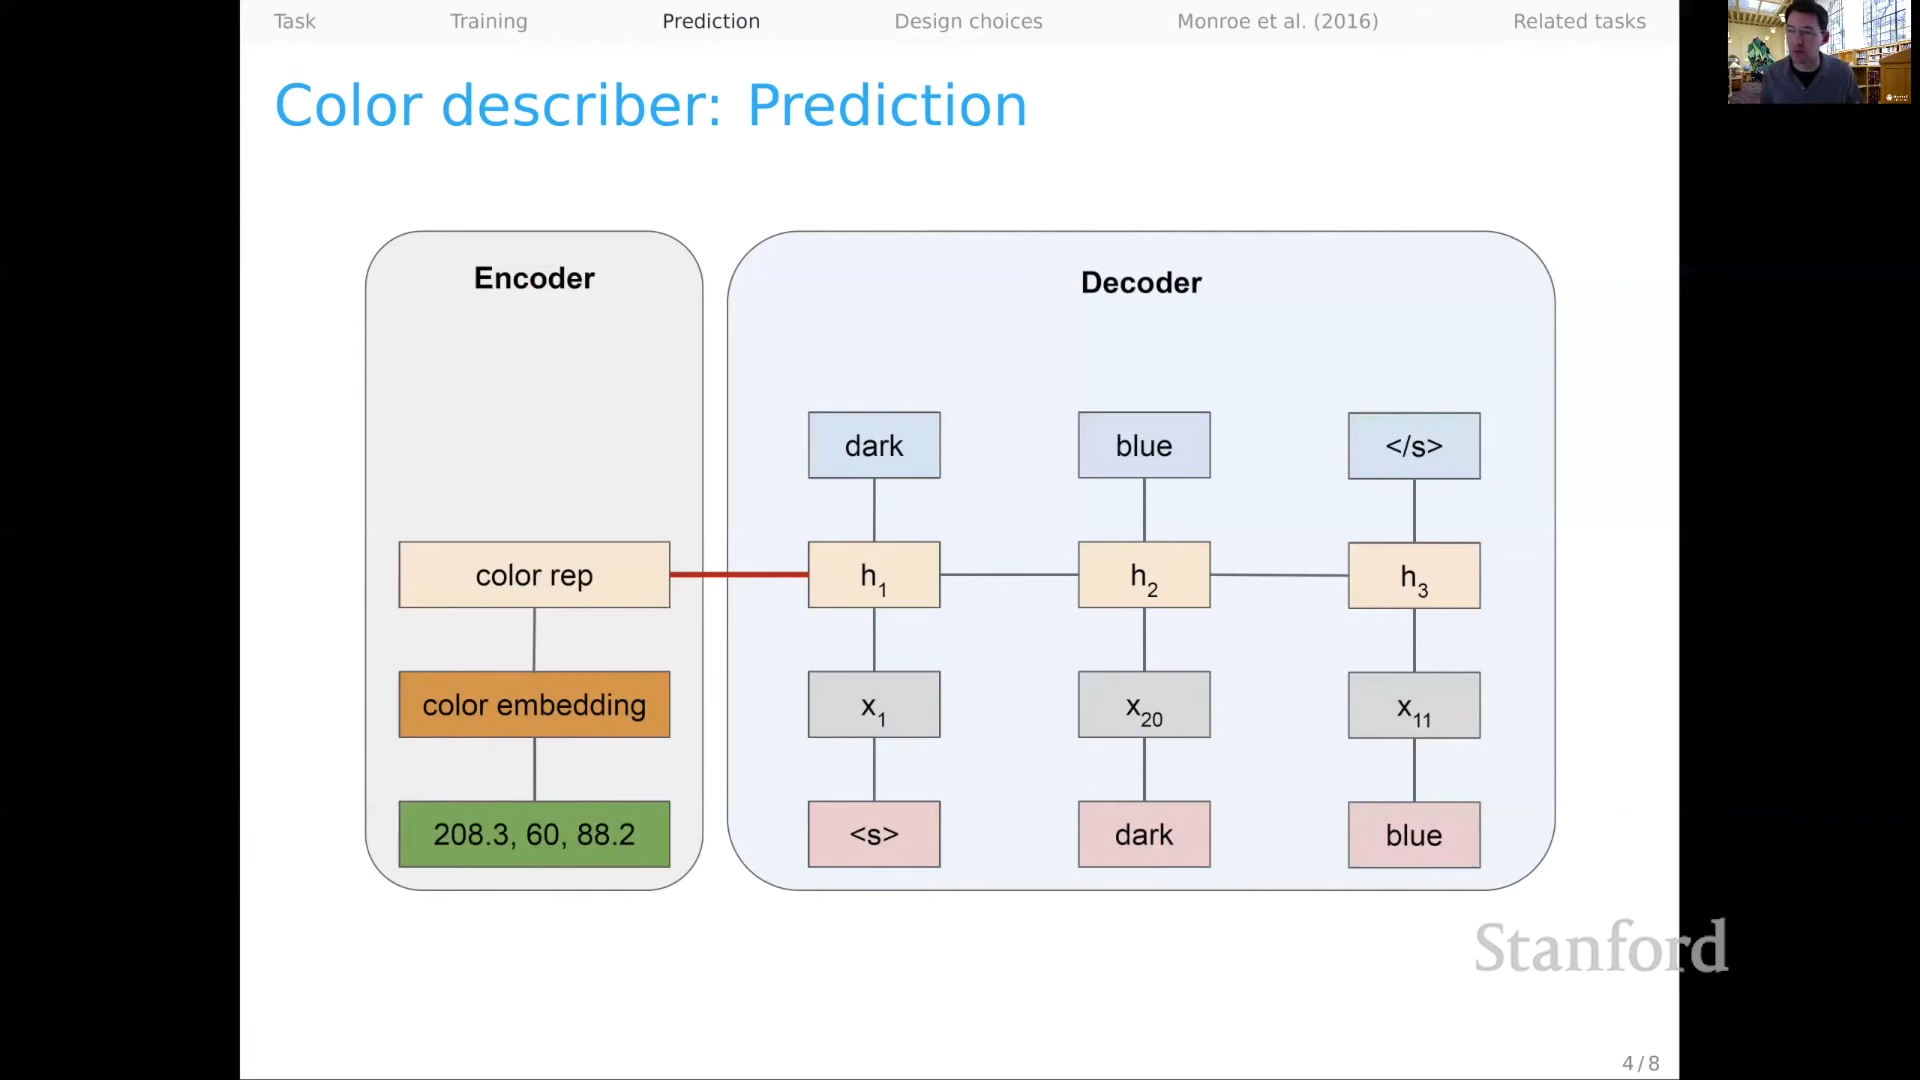 Task Training Prediction Design choices Monroe et al. (2016) Related tasks
Color describer: Prediction
Encoder
Decoder
dark blue </s>
color rep h1 h2 h3
color embedding x1 x20 x11
208.3, 60, 88.2 <s> dark blue
Stanford
4/8